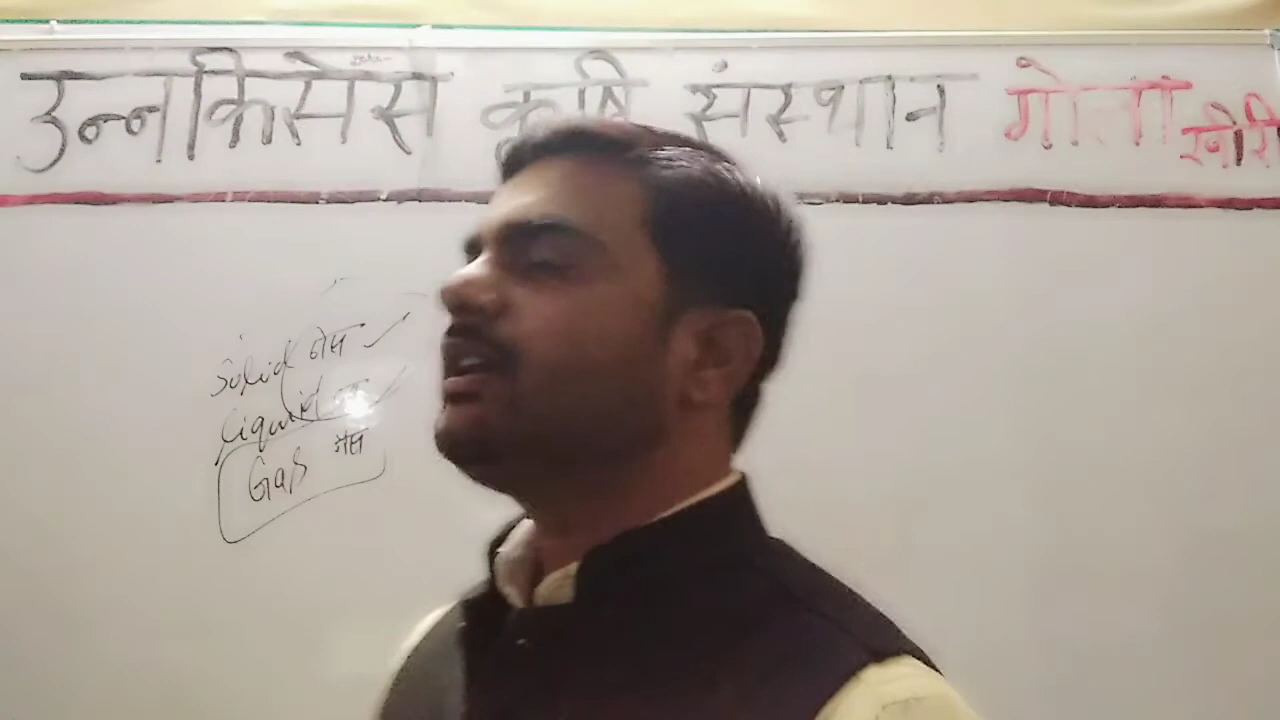 उन्नकिसेस कृषि संस्थान गोला खीरी
Solid ठोस
liquid
Gas गैस